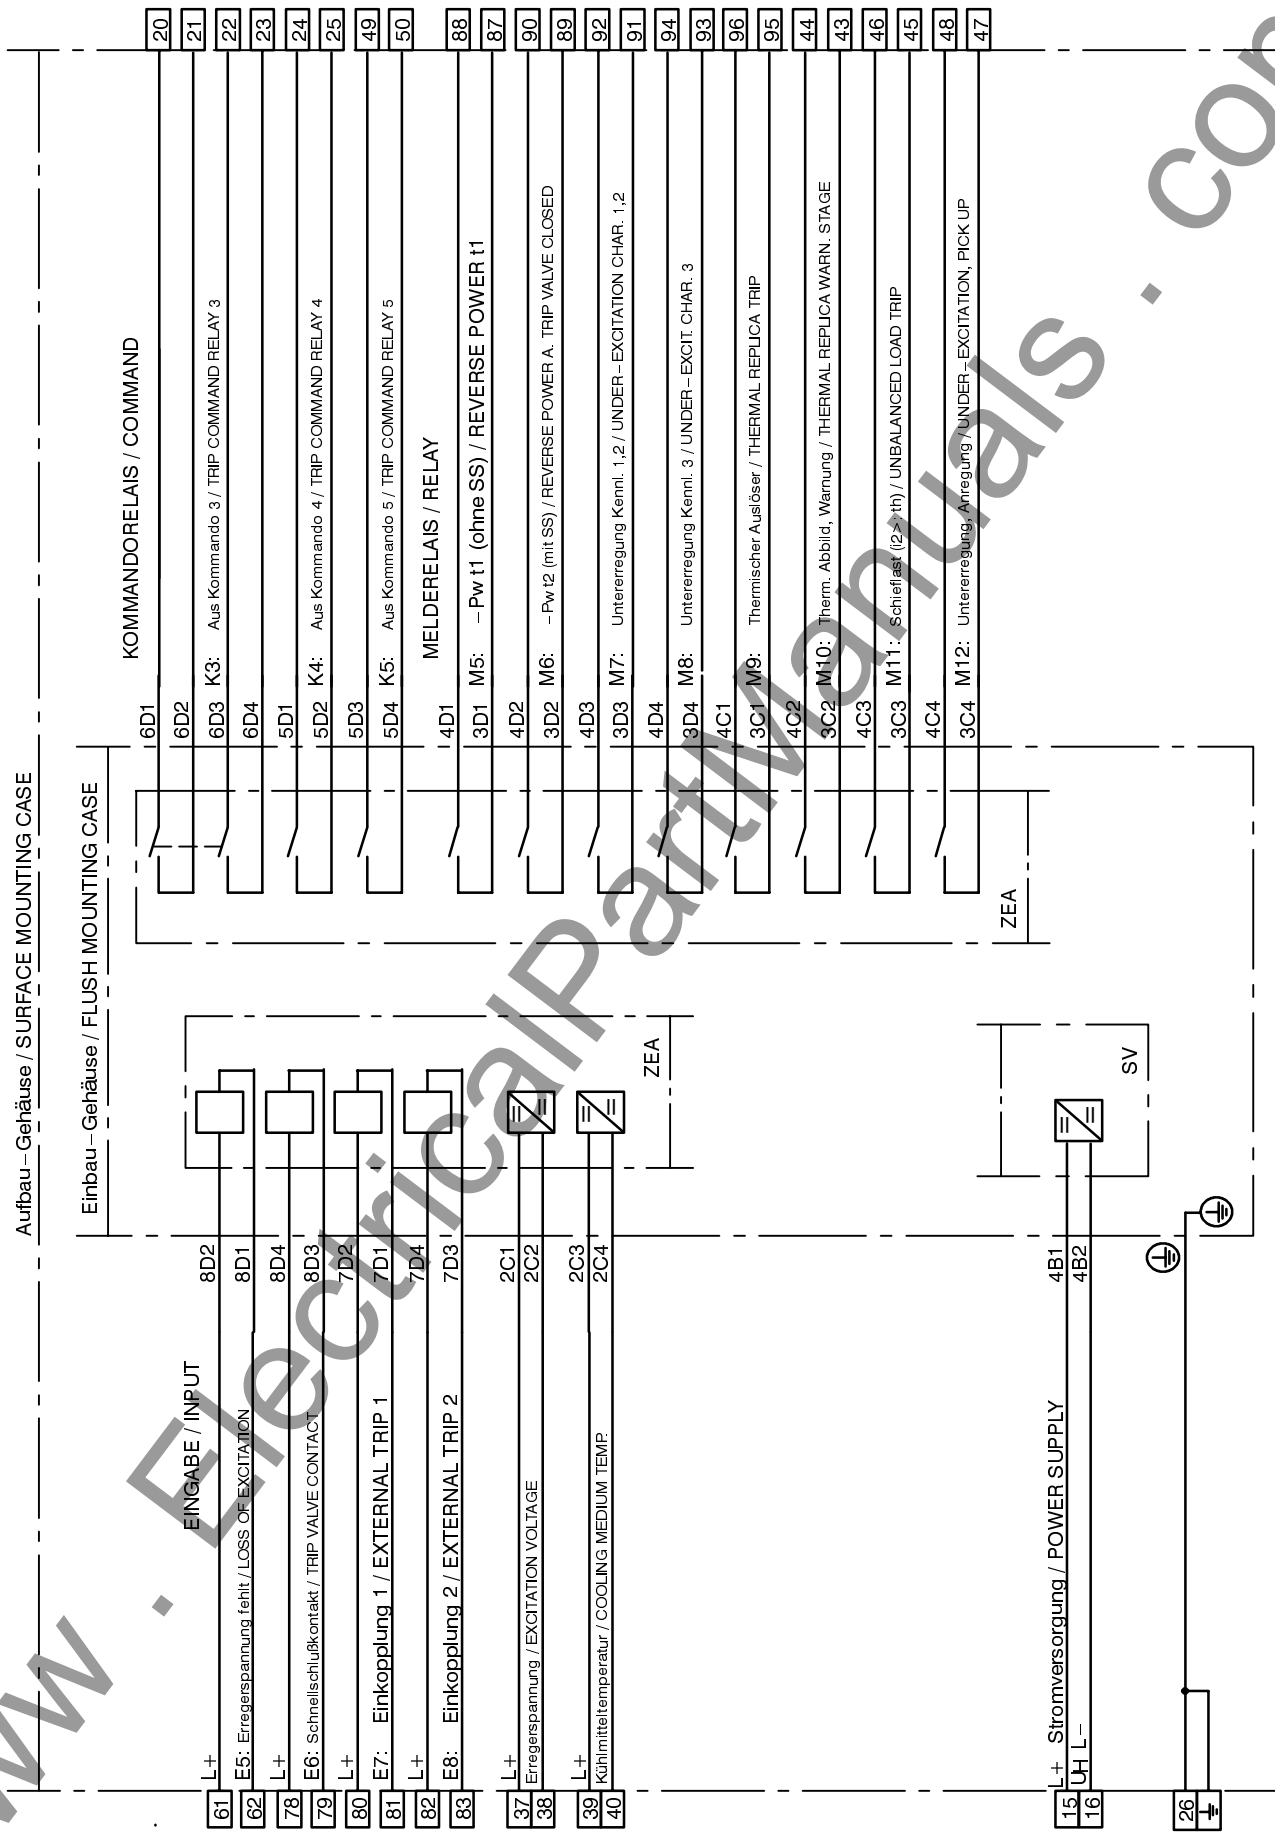 Aufbau–Gehäuse / SURFACE MOUNTING CASE
Einbau–Gehäuse / FLUSH MOUNTING CASE
EINGABE / INPUT
61 L+ 8D2
62 E5: Erregerspannung fehlt / LOSS OF EXCITATION 8D1
78 L+ 8D4
79 E6: Schnellschlußkontakt / TRIP VALVE CONTACT 8D3
80 L+ 7D2
81 E7: Einkopplung 1 / EXTERNAL TRIP 1 7D1
82 L+ 7D4
83 E8: Einkopplung 2 / EXTERNAL TRIP 2 7D3
37 L+ 2C1
38 Erregerspannung / EXCITATION VOLTAGE 2C2
39 L+ 2C3
40 Kühlmitteltemperatur / COOLING MEDIUM TEMP. 2C4
ZEA
15 L+ Stromversorgung / POWER SUPPLY 4B1
16 UH L– 4B2
SV
26
KOMMANDORELAIS / COMMAND
6D1 20
6D2 21
6D3 K3: Aus Kommando 3 / TRIP COMMAND RELAY 3 22
6D4 23
5D1 24
5D2 K4: Aus Kommando 4 / TRIP COMMAND RELAY 4 25
5D3 49
5D4 K5: Aus Kommando 5 / TRIP COMMAND RELAY 5 50
MELDERELAIS / RELAY
4D1 88
3D1 M5: –Pw t1 (ohne SS) / REVERSE POWER t1 87
4D2 90
3D2 M6: –Pw t2 (mit SS) / REVERSE POWER A. TRIP VALVE CLOSED 89
4D3 92
3D3 M7: Untererregung Kennl. 1,2 / UNDER–EXCITATION CHAR. 1,2 91
4D4 94
3D4 M8: Untererregung Kennl. 3 / UNDER–EXCIT. CHAR. 3 93
4C1 96
3C1 M9: Thermischer Auslöser / THERMAL REPLICA TRIP 95
4C2 44
3C2 M10: Therm. Abbild, Warnung / THERMAL REPLICA WARN. STAGE 43
4C3 46
3C3 M11: Schieflast (i2>, th) / UNBALANCED LOAD TRIP 45
4C4 48
3C4 M12: Untererregung, Anregung / UNDER–EXCITATION, PICK UP 47
ZEA
www . ElectricalPartManuals . com